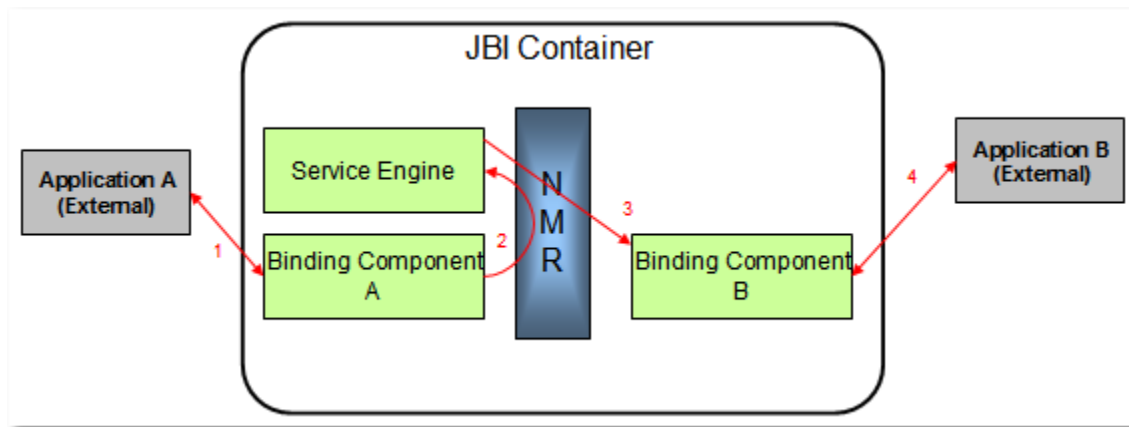 JBI Container
Application A
(External)
1
Service Engine
2
Binding Component
A
N
M
R
3
Binding Component
B
4
Application B
(External)